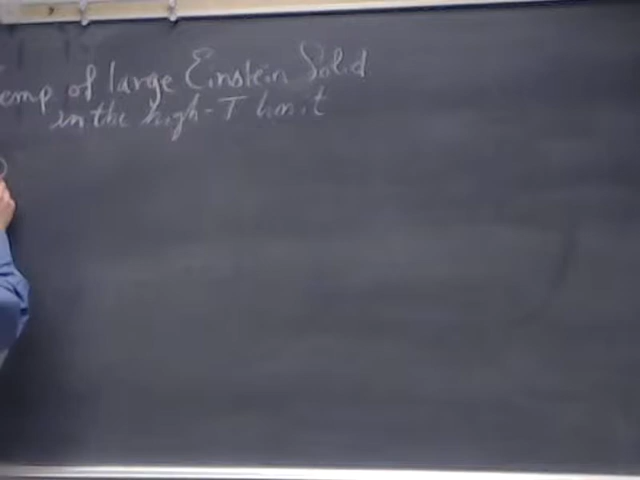 emp of large Einstein Solid
in the high-T limit